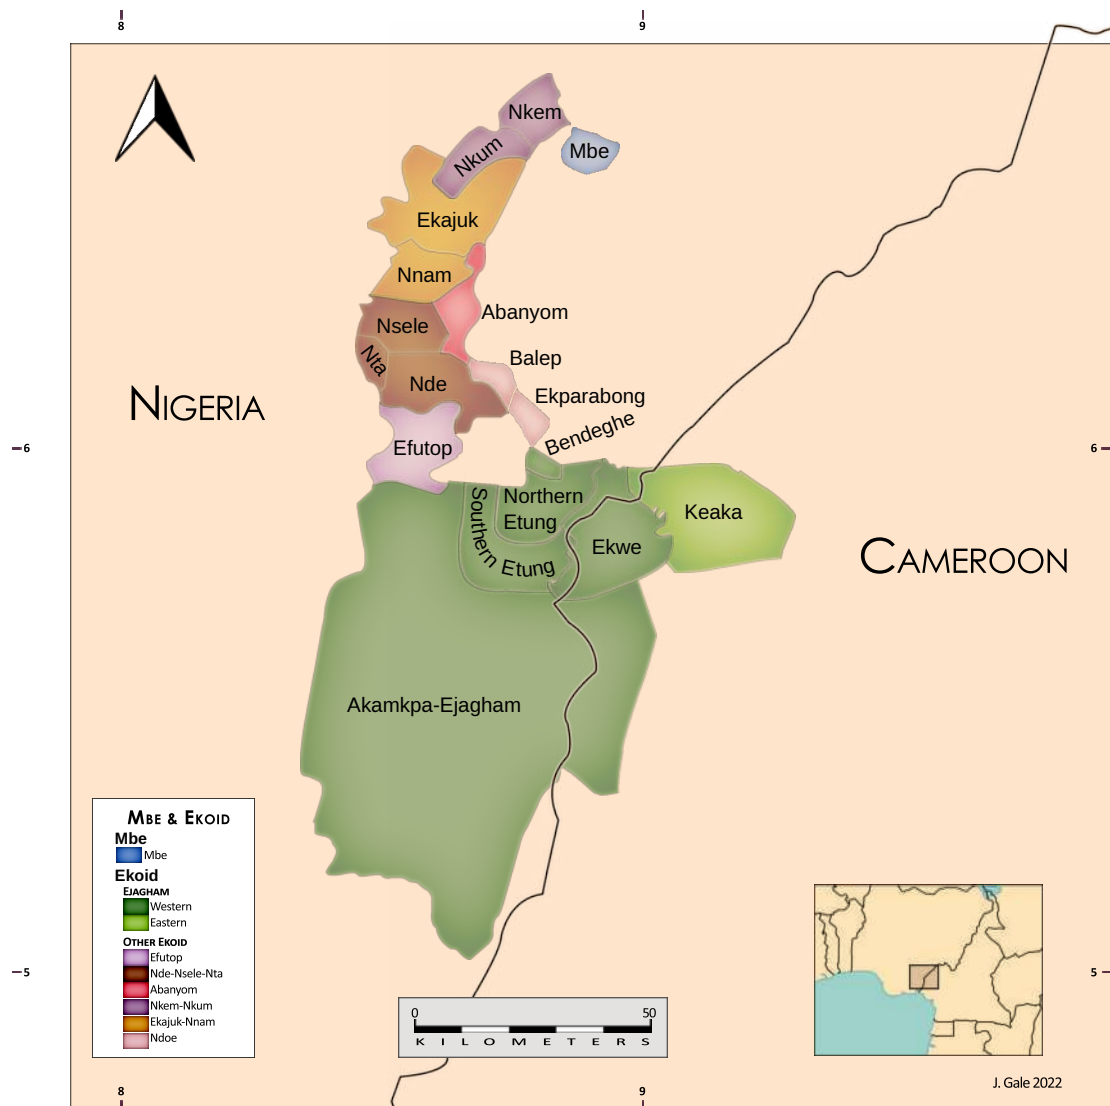 8
9
Nkem
Nkum
Mbe
Ekajuk
Nnam
Abanyom
Nsele
Nta
Balep
Nde
Ekparabong
NIGERIA
Bendeghe
6
6
Efutop
Northern
Etung
Southern Etung
Keaka
Ekwe
CAMEROON
Akamkpa-Ejagham
MBE & EKOID
Mbe
Mbe
Ekoid
EJAGHAM
Western
Eastern
OTHER EKOID
Efutop
Nde-Nsele-Nta
Abanyom
Nkem-Nkum
Ekajuk-Nnam
Ndoe
5
5
0 50
KILOMETERS
J. Gale 2022
8
9